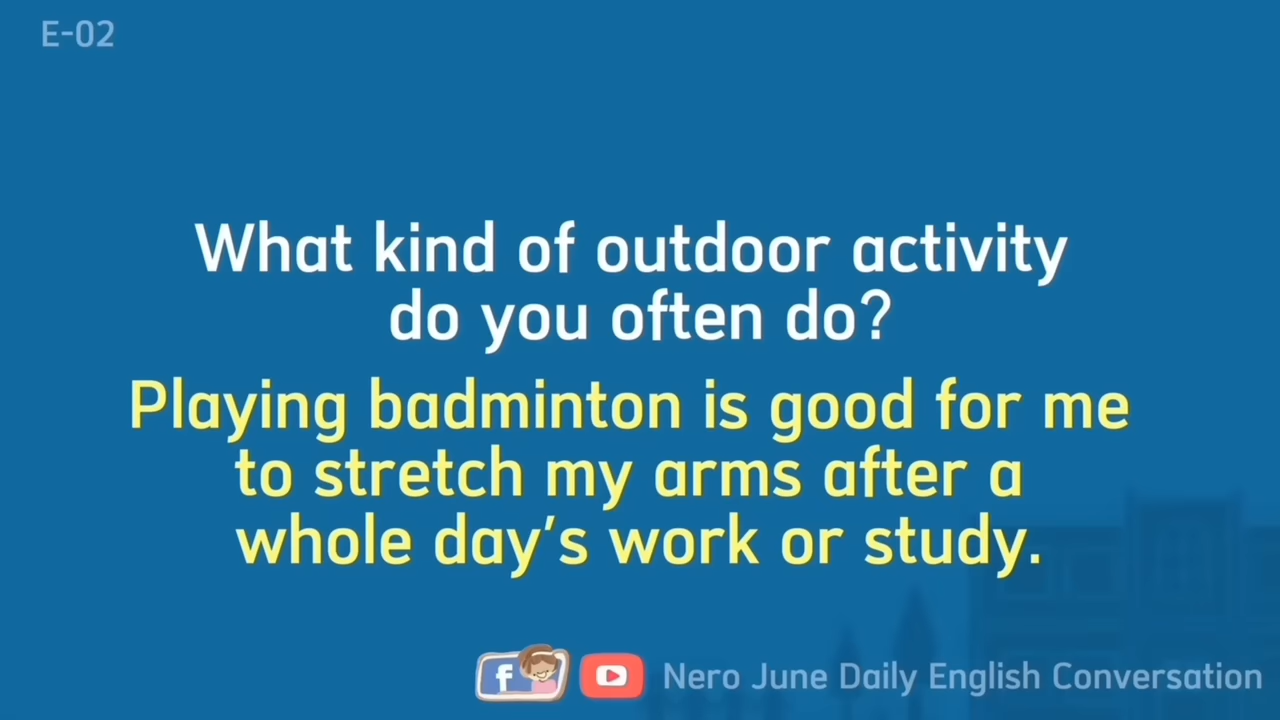 E-02
What kind of outdoor activity
do you often do?
Playing badminton is good for me
to stretch my arms after a
whole day's work or study.
f
Nero June Daily English Conversation